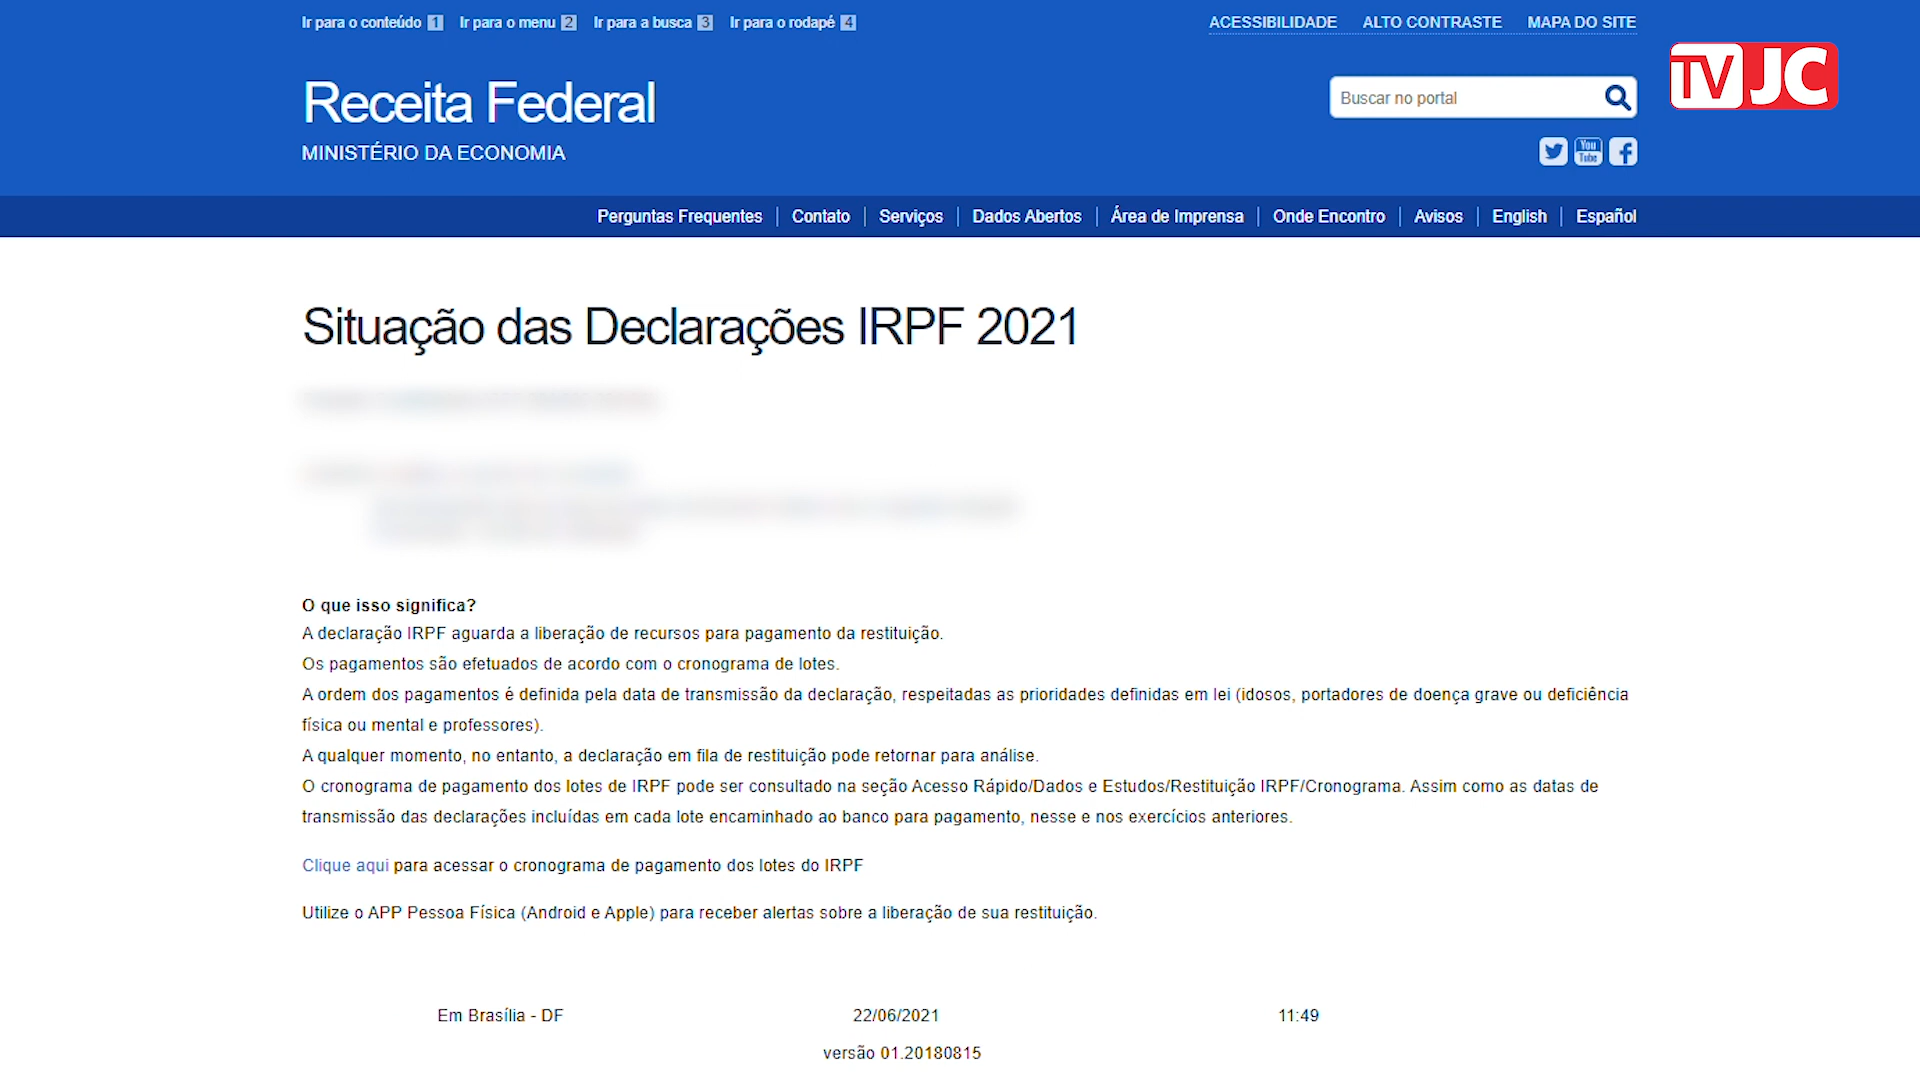 Ir para o conteúdo 1 Ir para o menu 2 Ir para a busca 3 Ir para o rodapé 4
ACESSIBILIDADE ALTO CONTRASTE MAPA DO SITE
TV JC
Receita Federal
Buscar no portal
MINISTÉRIO DA ECONOMIA
You Tube
Perguntas Frequentes Contato Serviços Dados Abertos Área de Imprensa Onde Encontro Avisos English Español
Situação das Declarações IRPF 2021
O que isso significa?
A declaração IRPF aguarda a liberação de recursos para pagamento da restituição.
Os pagamentos são efetuados de acordo com o cronograma de lotes.
A ordem dos pagamentos é definida pela data de transmissão da declaração, respeitadas as prioridades definidas em lei (idosos, portadores de doença grave ou deficiência
física ou mental e professores).
A qualquer momento, no entanto, a declaração em fila de restituição pode retornar para análise.
O cronograma de pagamento dos lotes de IRPF pode ser consultado na seção Acesso Rápido/Dados e Estudos/Restituição IRPF/Cronograma. Assim como as datas de
transmissão das declarações incluídas em cada lote encaminhado ao banco para pagamento, nesse e nos exercícios anteriores.
Clique aqui para acessar o cronograma de pagamento dos lotes do IRPF
Utilize o APP Pessoa Física (Android e Apple) para receber alertas sobre a liberação de sua restituição.
Em Brasília - DF 22/06/2021 11:49
versão 01.20180815